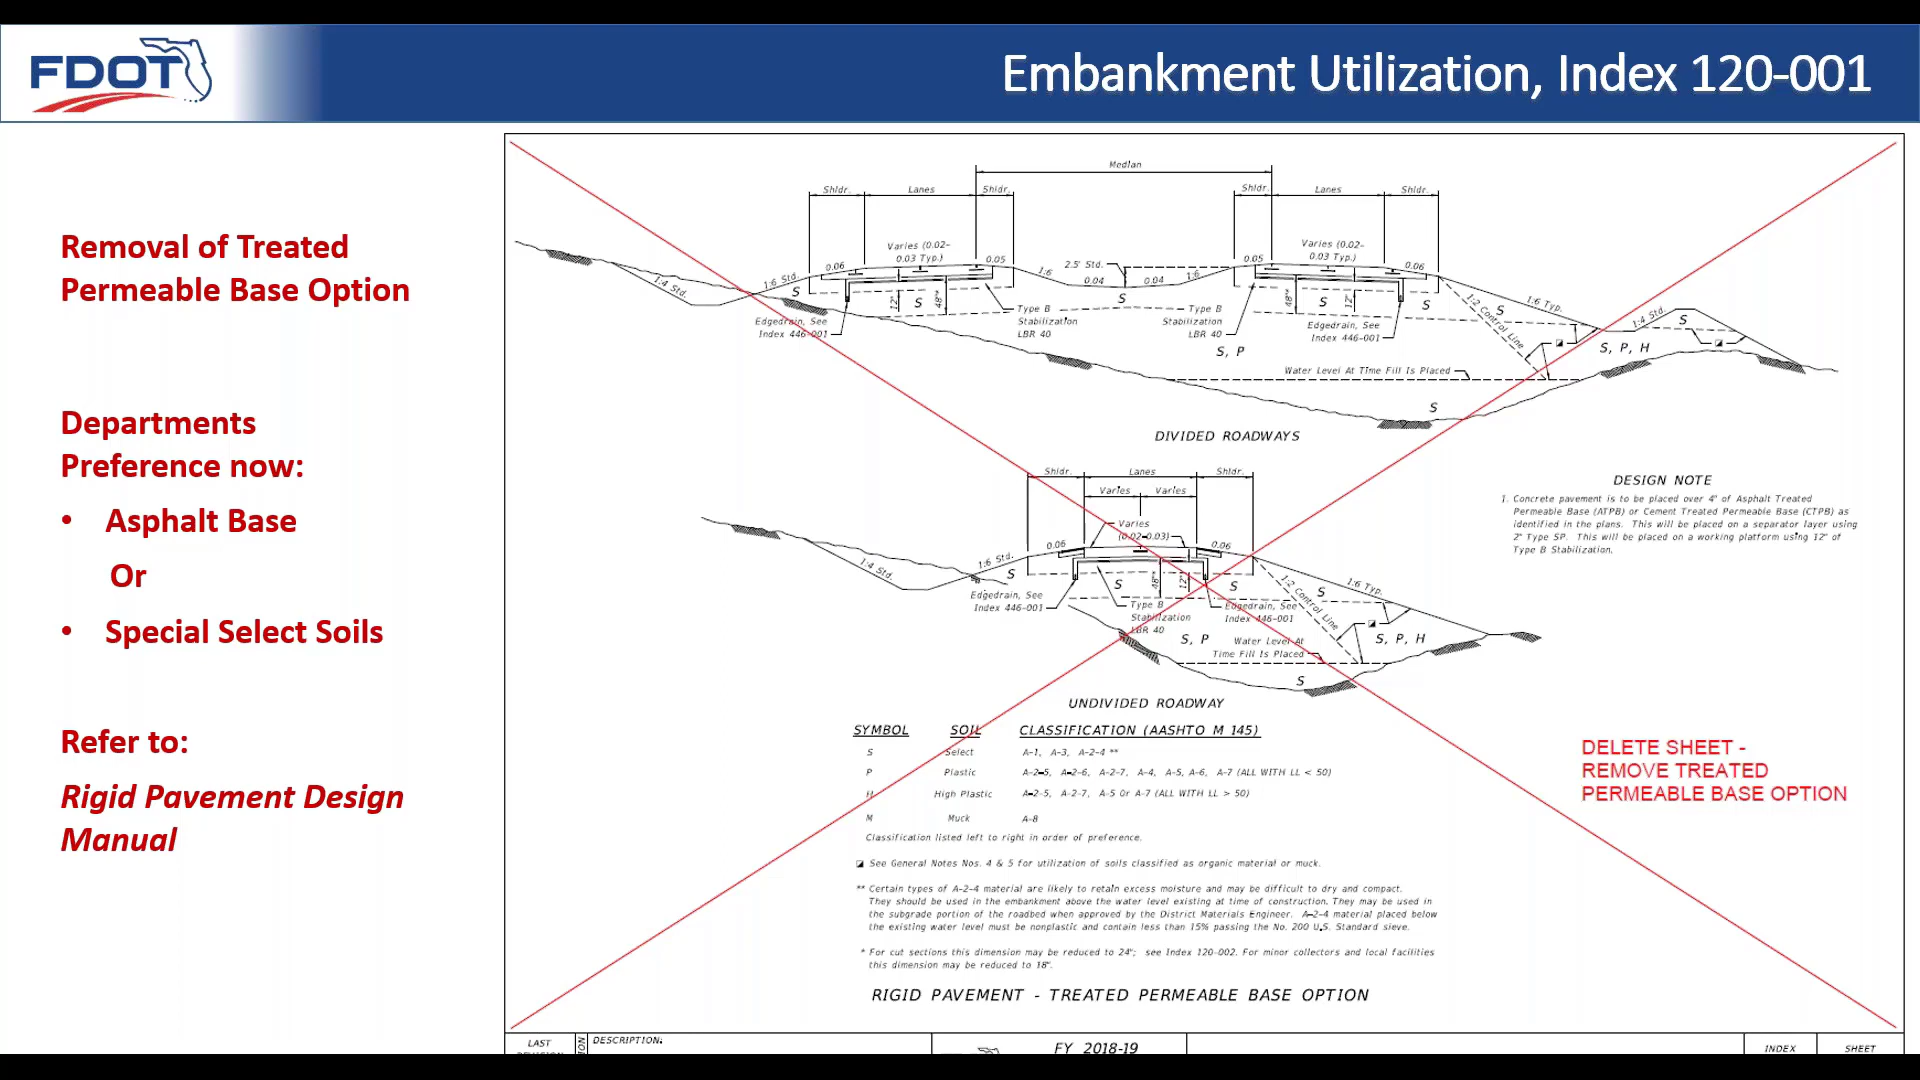 FDOT
Embankment Utilization, Index 120-001
Removal of Treated
Permeable Base Option
Departments
Preference now:
• Asphalt Base
Or
• Special Select Soils
Refer to:
Rigid Pavement Design
Manual
Median
Shldr. Lanes Shldr. Shldr. Lanes Shldr.
Varies (0.02-
0.03 Typ.)
Varies (0.02-
0.03 Typ.)
0.06 0.05 2.5' Std. 0.05 0.06
1:4 Std. 1:6 Std. S 12" S 48"* 1:6 0.04 0.04 1:6 S 48"* S 12" S 1:2 Control Line S 1:6 Typ. 1:4 Std. S
Edgedrain, See
Index 446-001
Type B
Stabilization
LBR 40
Type B
Stabilization
LBR 40
Edgedrain, See
Index 446-001
S, P
S, P, H
Water Level At Time Fill Is Placed
S
DIVIDED ROADWAYS
Shldr. Lanes Shldr.
Varies Varies
Varies
(0.02-0.03)
0.06 0.06
1:4 Std. 1:6 Std. S S 48"* 12" S 1:2 Control Line S 1:6 Typ.
Edgedrain, See
Index 446-001
Type B
Stabilization
LBR 40
Edgedrain, See
Index 446-001
S, P
Water Level At
Time Fill Is Placed
S, P, H
S
UNDIVIDED ROADWAY
DESIGN NOTE
1. Concrete pavement is to be placed over 4" of Asphalt Treated
Permeable Base (ATPB) or Cement Treated Permeable Base (CTPB) as
identified in the plans. This will be placed on a separator layer using
2" Type SP. This will be placed on a working platform using 12" of
Type B Stabilization.
SYMBOL SOIL CLASSIFICATION (AASHTO M 145)
S Select A-1, A-3, A-2-4 **
P Plastic A-2-5, A-2-6, A-2-7, A-4, A-5, A-6, A-7 (ALL WITH LL < 50)
H High Plastic A-2-5, A-2-7, A-5 Or A-7 (ALL WITH LL > 50)
M Muck A-8
Classification listed left to right in order of preference.
See General Notes Nos. 4 & 5 for utilization of soils classified as organic material or muck.
** Certain types of A-2-4 material are likely to retain excess moisture and may be difficult to dry and compact.
They should be used in the embankment above the water level existing at time of construction. They may be used in
the subgrade portion of the roadbed when approved by the District Materials Engineer. A-2-4 material placed below
the existing water level must be nonplastic and contain less than 15% passing the No. 200 U.S. Standard sieve.
* For cut sections this dimension may be reduced to 24"; see Index 120-002. For minor collectors and local facilities
this dimension may be reduced to 18".
RIGID PAVEMENT - TREATED PERMEABLE BASE OPTION
DELETE SHEET -
REMOVE TREATED
PERMEABLE BASE OPTION
LAST
DESCRIPTION:
FY 2018-19
INDEX
SHEET